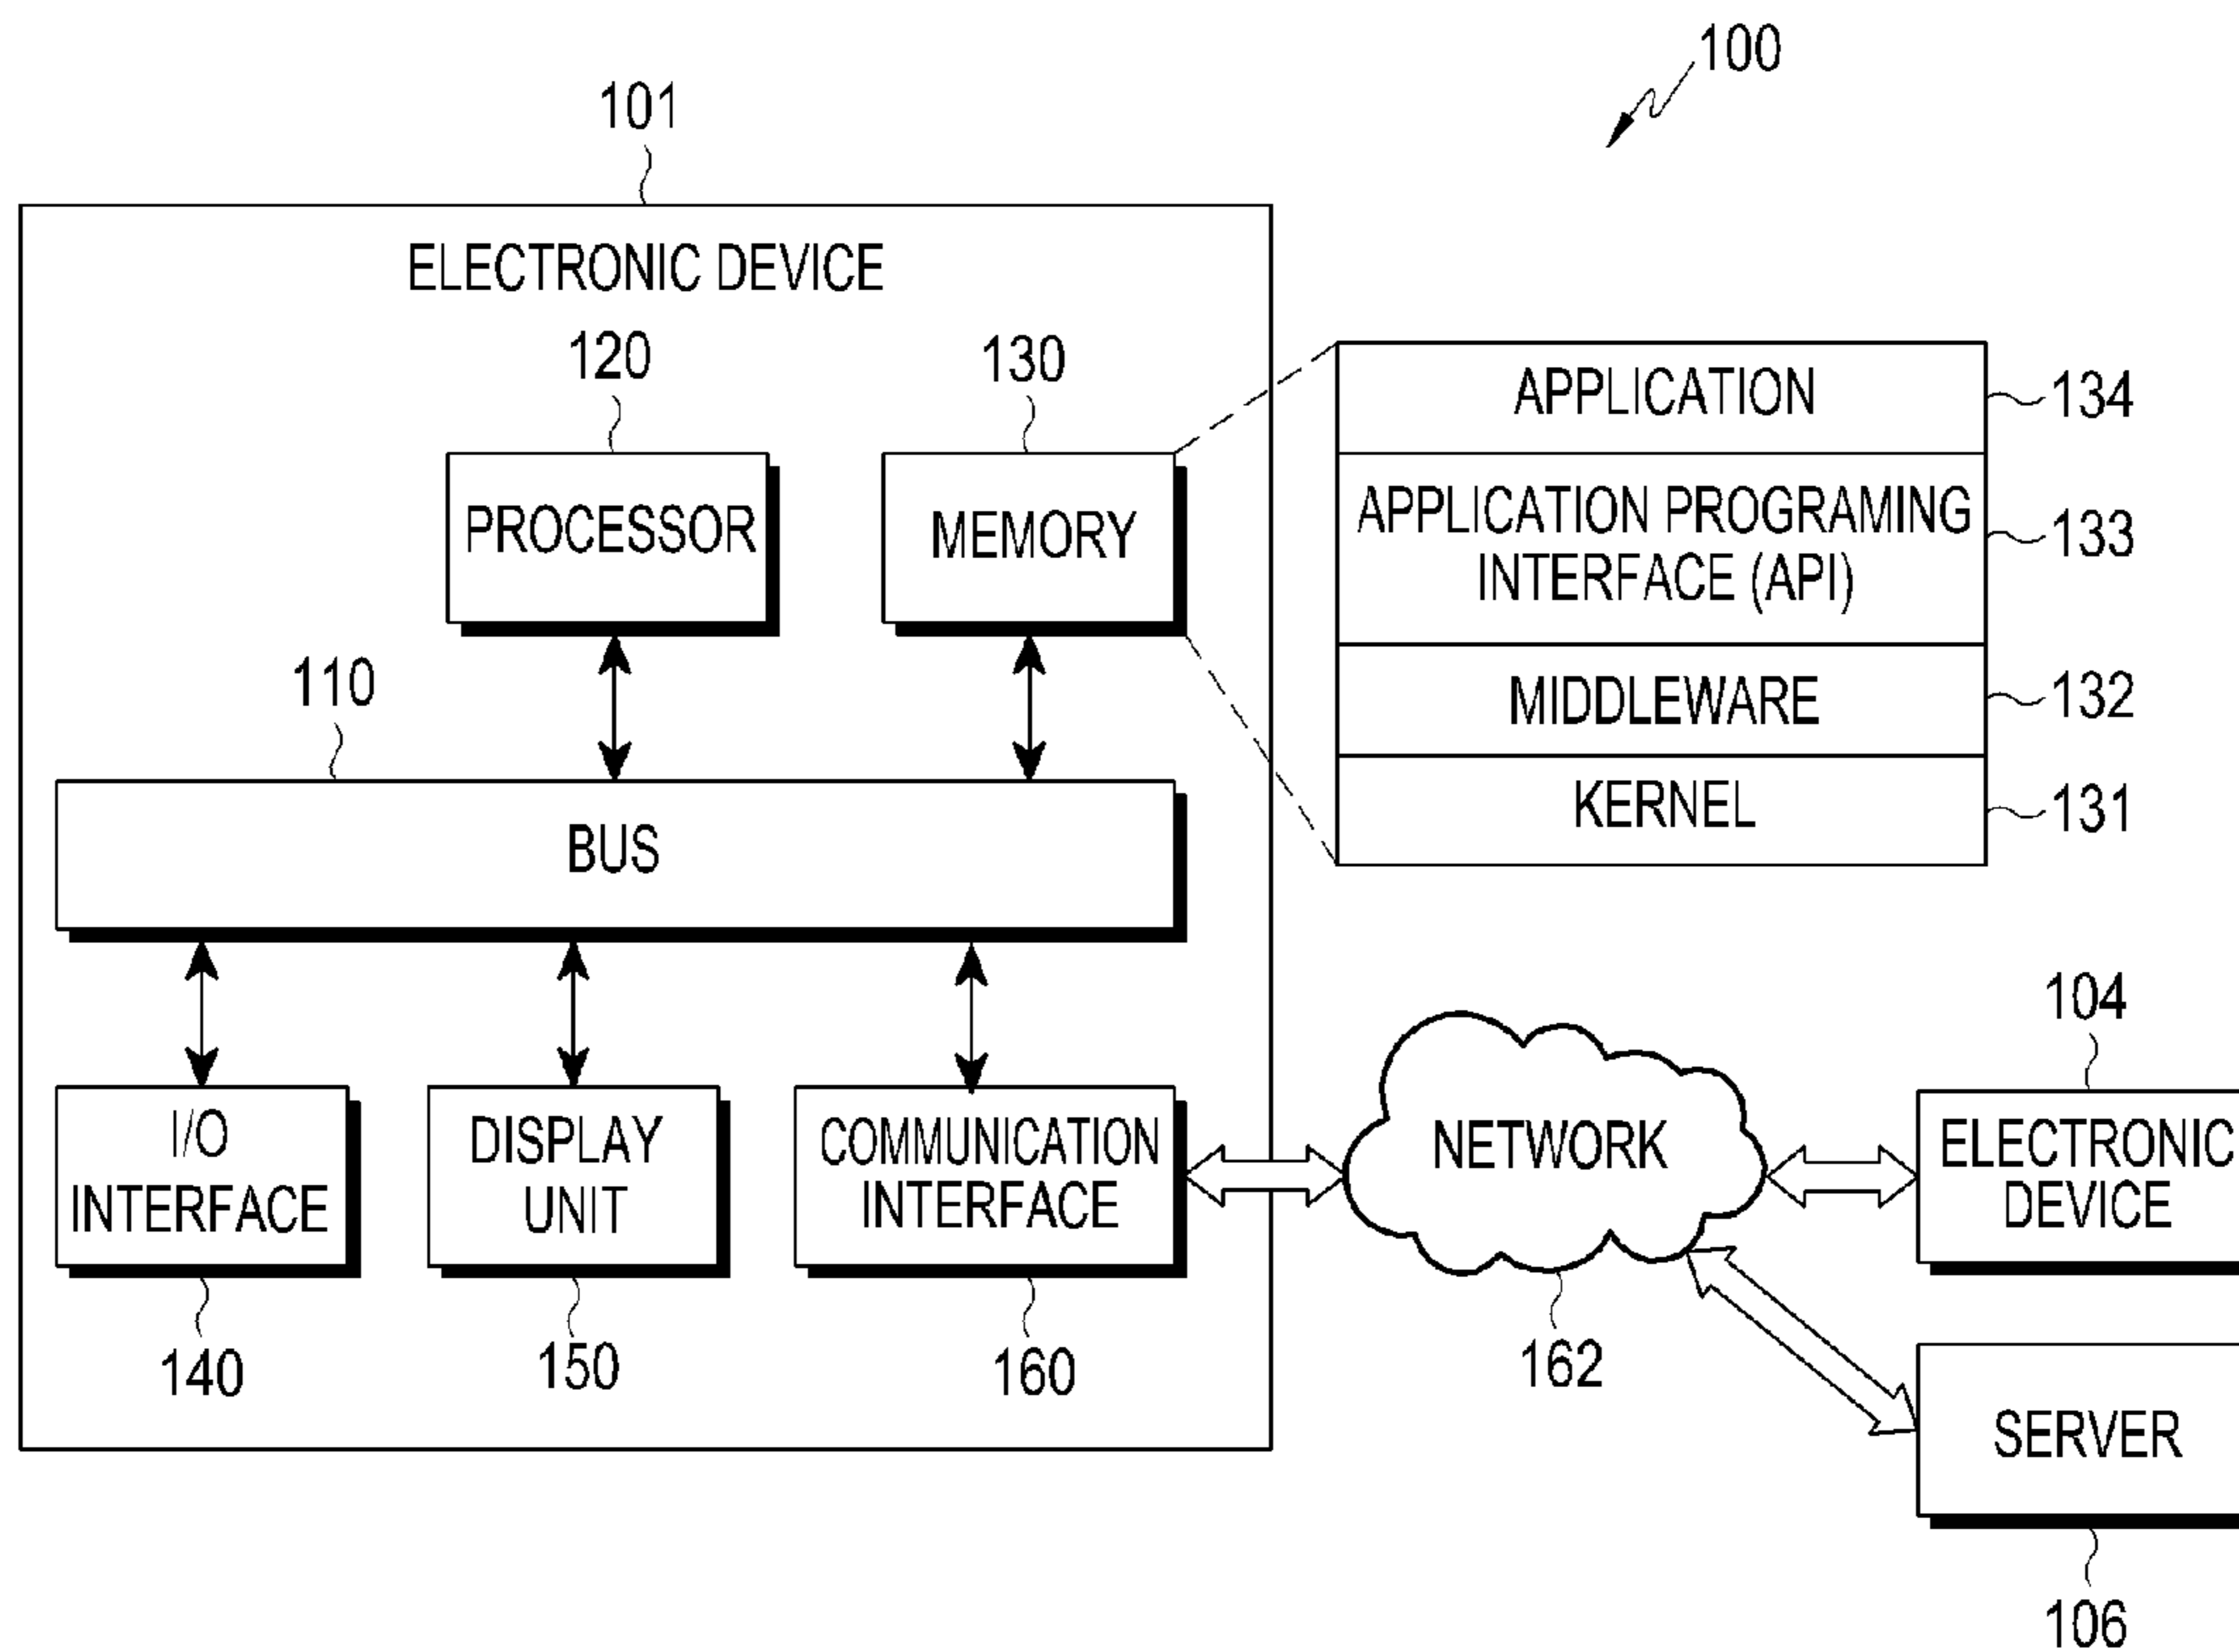 100
101
ELECTRONIC DEVICE
120
130
PROCESSOR
MEMORY
APPLICATION
134
APPLICATION PROGRAMING
INTERFACE (API)
133
MIDDLEWARE
132
KERNEL
131
110
BUS
I/O
INTERFACE
140
DISPLAY
UNIT
150
COMMUNICATION
INTERFACE
160
NETWORK
162
104
ELECTRONIC
DEVICE
SERVER
106